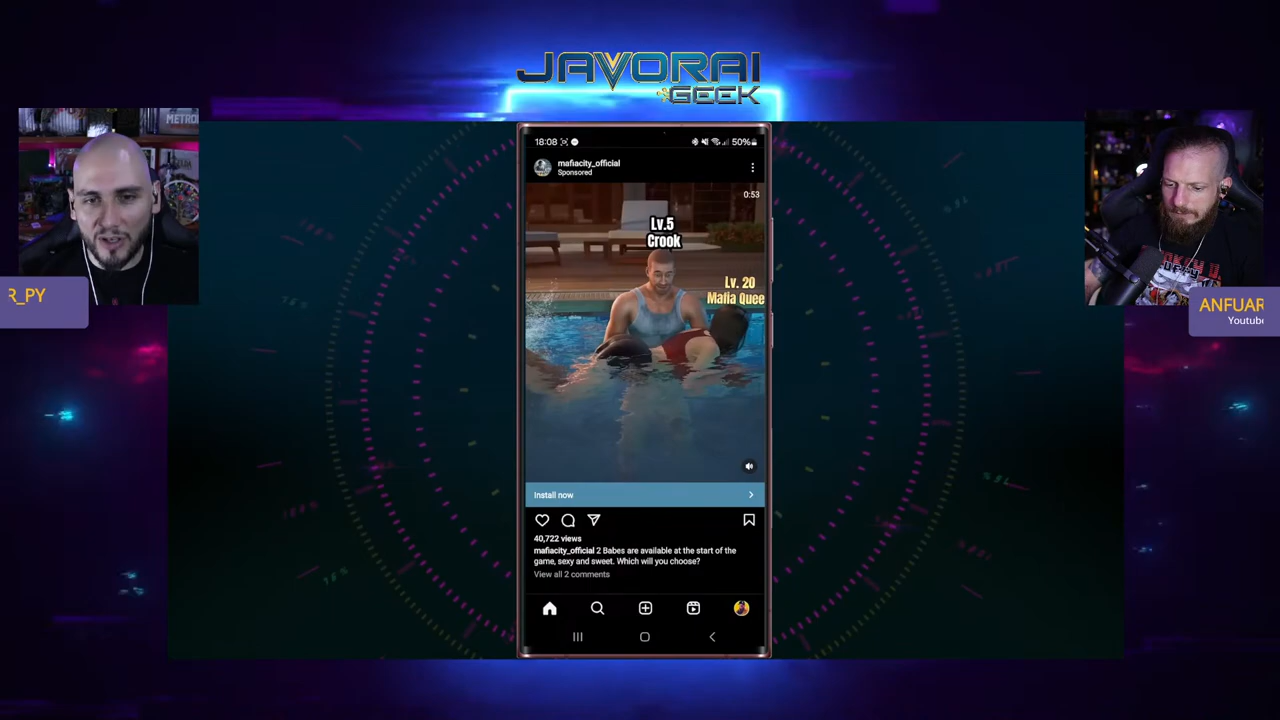 JAVORAI
GEEK
METRO
R_PY
ANFUAR
Youtube
18:08
50%
mafiacity_official
Sponsored
0:53
Lv.5
Crook
Lv. 20
Mafia Quee
Install now
40,722 views
mafiacity_official 2 Babes are available at the start of the
game, sexy and sweet. Which will you choose?
View all 2 comments